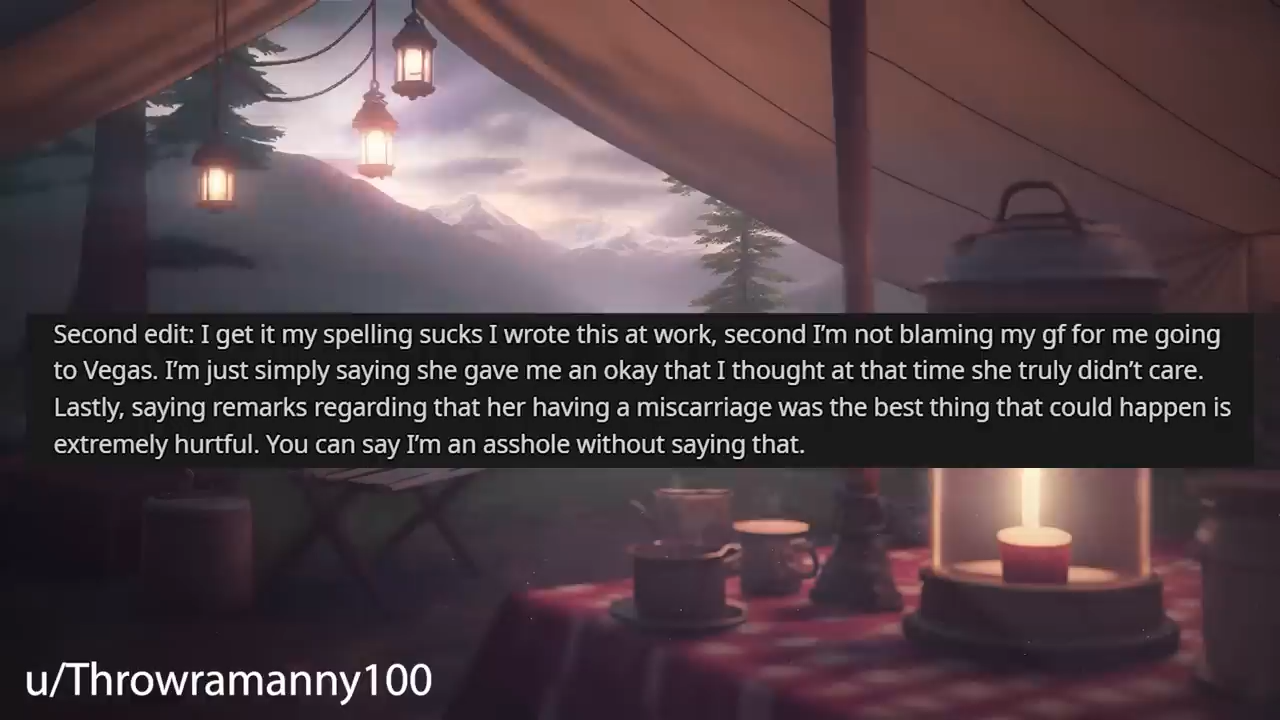 Second edit: I get it my spelling sucks I wrote this at work, second I’m not blaming my gf for me going
to Vegas. I’m just simply saying she gave me an okay that I thought at that time she truly didn’t care.
Lastly, saying remarks regarding that her having a miscarriage was the best thing that could happen is
extremely hurtful. You can say I’m an asshole without saying that.
u/Throwramanny100